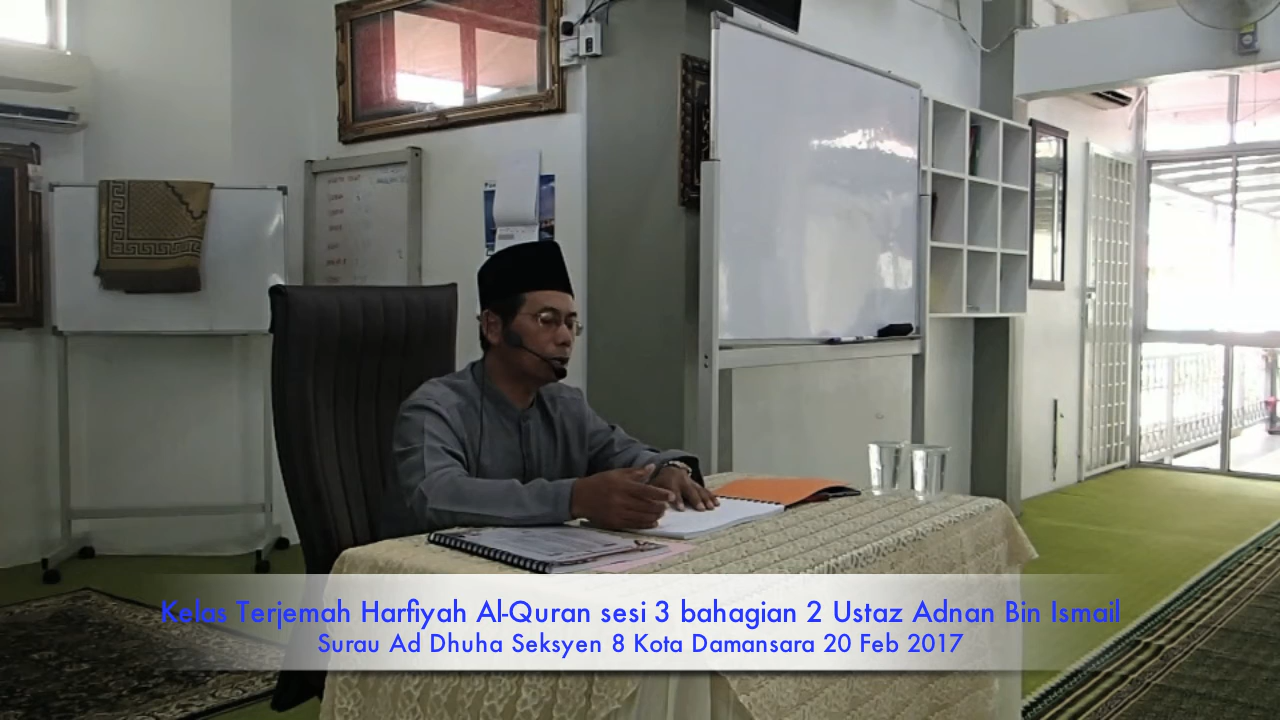 Kelas Terjemah Harfiyah Al-Quran sesi 3 bahagian 2 Ustaz Adnan Bin Ismail
Surau Ad Dhuha Seksyen 8 Kota Damansara 20 Feb 2017